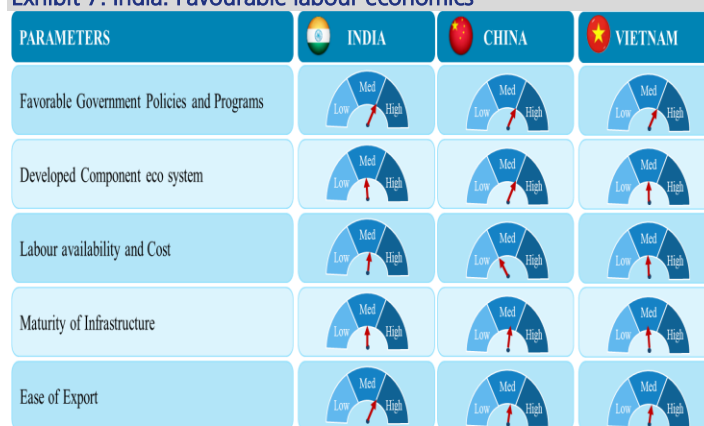 Exhibit 7: India: Favourable labour economics
PARAMETERS INDIA CHINA VIETNAM
Favorable Government Policies and Programs Low Med High Low Med High Low Med High
Developed Component eco system Low Med High Low Med High Low Med High
Labour availability and Cost Low Med High Low Med High Low Med High
Maturity of Infrastructure Low Med High Low Med High Low Med High
Ease of Export Low Med High Low Med High Low Med High